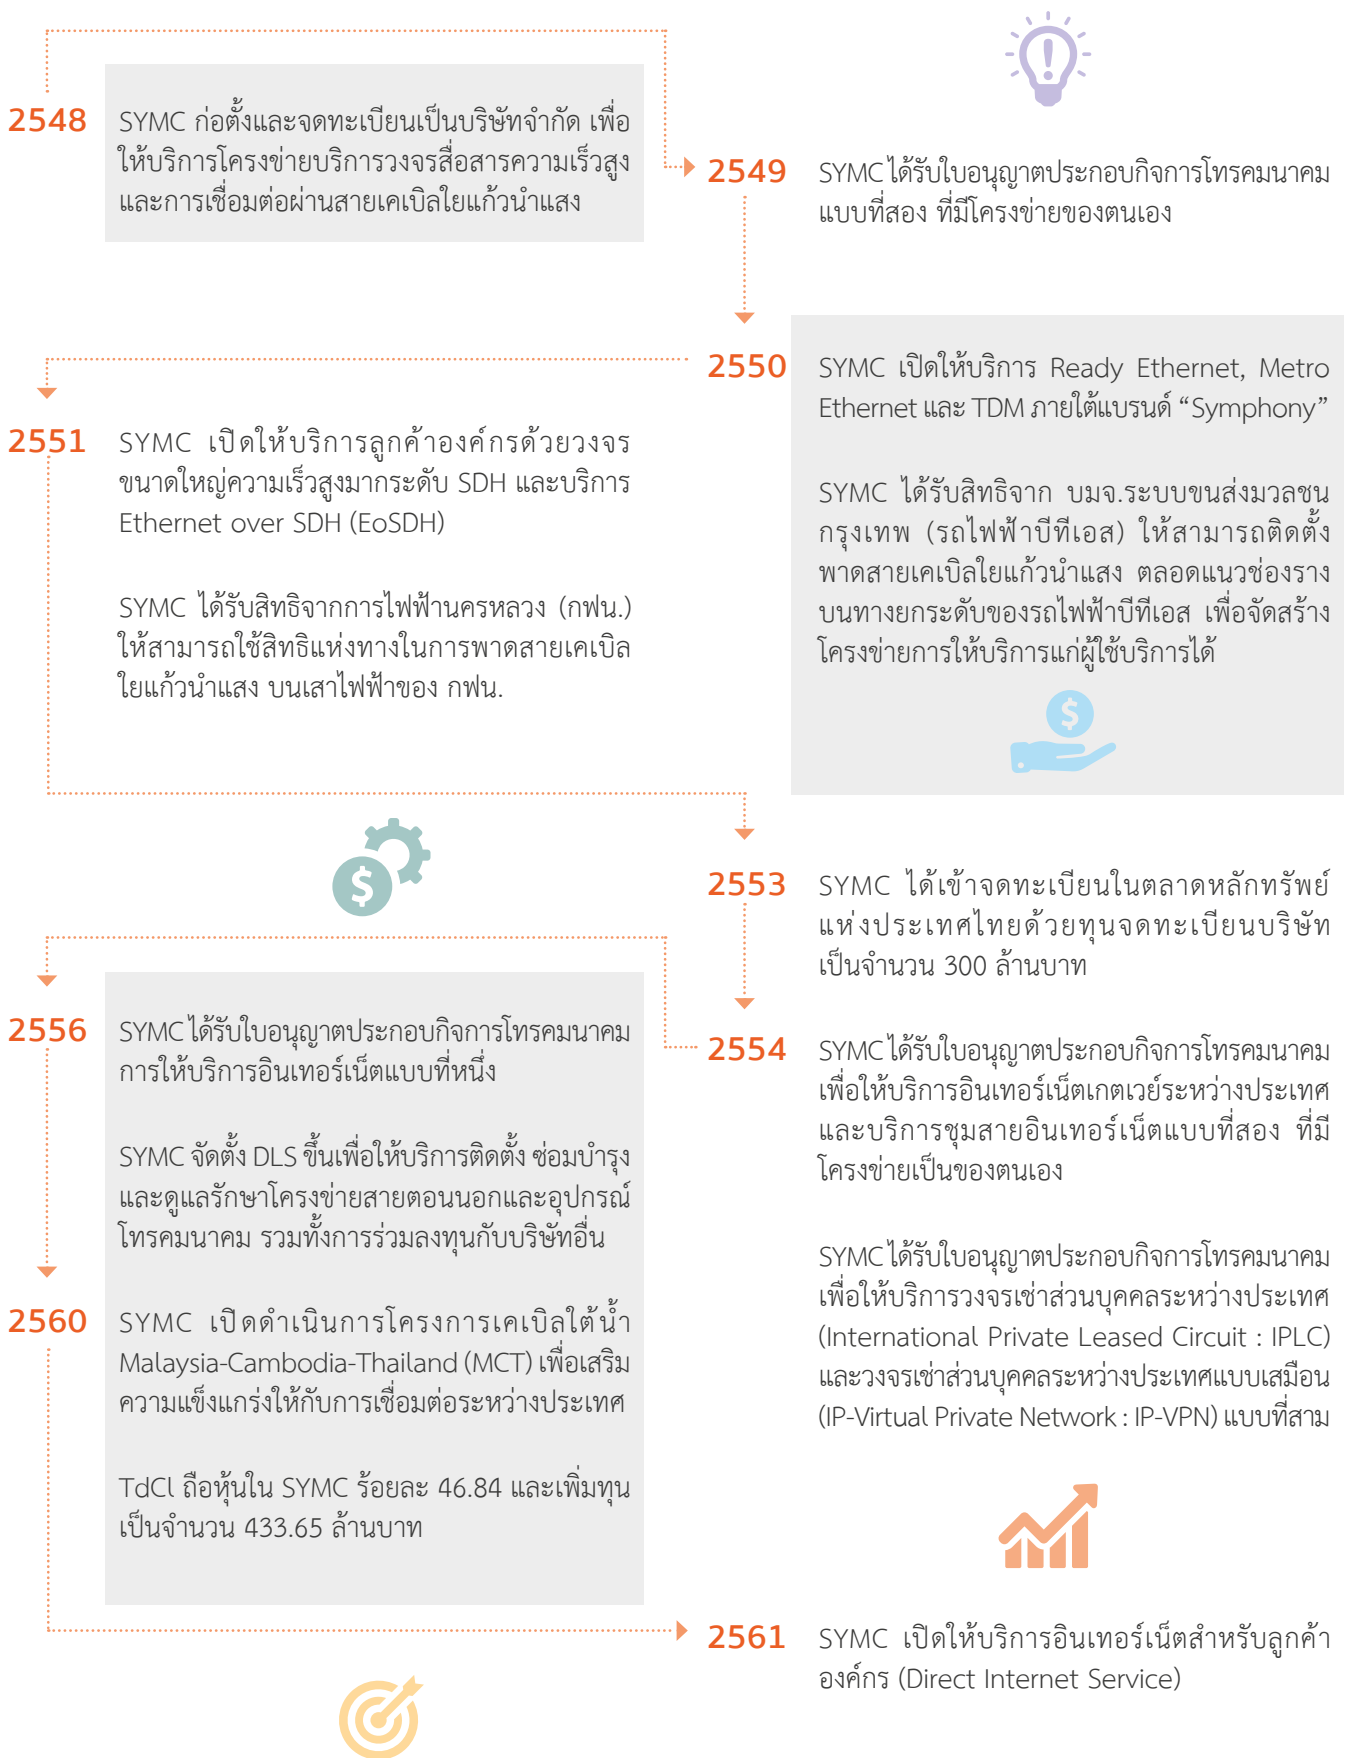 2548
SYMC ก่อตั้งและจดทะเบียนเป็นบริษัทจำกัด เพื่อ
ให้บริการโครงข่ายบริการวงจรสื่อสารความเร็วสูง
และการเชื่อมต่อผ่านสายเคเบิลใยแก้วนำแสง
2549
SYMC ได้รับใบอนุญาตประกอบกิจการโทรคมนาคม
แบบที่สอง ที่มีโครงข่ายของตนเอง
2550
SYMC เปิดให้บริการ Ready Ethernet, Metro
Ethernet และ TDM ภายใต้แบรนด์ “Symphony”
SYMC ได้รับสิทธิจาก บมจ.ระบบขนส่งมวลชน
กรุงเทพ (รถไฟฟ้าบีทีเอส) ให้สามารถติดตั้ง
พาดสายเคเบิลใยแก้วนำแสง ตลอดแนวช่องราง
บนทางยกระดับของรถไฟฟ้าบีทีเอส เพื่อจัดสร้าง
โครงข่ายการให้บริการแก่ผู้ใช้บริการได้
2551
SYMC เปิดให้บริการลูกค้าองค์กรด้วยวงจร
ขนาดใหญ่ความเร็วสูงมากระดับ SDH และบริการ
Ethernet over SDH (EoSDH)
SYMC ได้รับสิทธิจากการไฟฟ้านครหลวง (กฟน.)
ให้สามารถใช้สิทธิแห่งทางในการพาดสายเคเบิล
ใยแก้วนำแสง บนเสาไฟฟ้าของ กฟน.
2553
SYMC ได้เข้าจดทะเบียนในตลาดหลักทรัพย์
แห่งประเทศไทยด้วยทุนจดทะเบียนบริษัท
เป็นจำนวน 300 ล้านบาท
2554
SYMC ได้รับใบอนุญาตประกอบกิจการโทรคมนาคม
เพื่อให้บริการอินเทอร์เน็ตเกตเวย์ระหว่างประเทศ
และบริการชุมสายอินเทอร์เน็ตแบบที่สอง ที่มี
โครงข่ายเป็นของตนเอง
SYMC ได้รับใบอนุญาตประกอบกิจการโทรคมนาคม
เพื่อให้บริการวงจรเช่าส่วนบุคคลระหว่างประเทศ
(International Private Leased Circuit : IPLC)
และวงจรเช่าส่วนบุคคลระหว่างประเทศแบบเสมือน
(IP-Virtual Private Network : IP-VPN) แบบที่สาม
2556
SYMC ได้รับใบอนุญาตประกอบกิจการโทรคมนาคม
การให้บริการอินเทอร์เน็ตแบบที่หนึ่ง
SYMC จัดตั้ง DLS ขึ้นเพื่อให้บริการติดตั้ง ซ่อมบำรุง
และดูแลรักษาโครงข่ายสายตอนนอกและอุปกรณ์
โทรคมนาคม รวมทั้งการร่วมลงทุนกับบริษัทอื่น
2560
SYMC เปิดดำเนินการโครงการเคเบิลใต้น้ำ
Malaysia-Cambodia-Thailand (MCT) เพื่อเสริม
ความแข็งแกร่งให้กับการเชื่อมต่อระหว่างประเทศ
TdCl ถือหุ้นใน SYMC ร้อยละ 46.84 และเพิ่มทุน
เป็นจำนวน 433.65 ล้านบาท
2561
SYMC เปิดให้บริการอินเทอร์เน็ตสำหรับลูกค้า
องค์กร (Direct Internet Service)